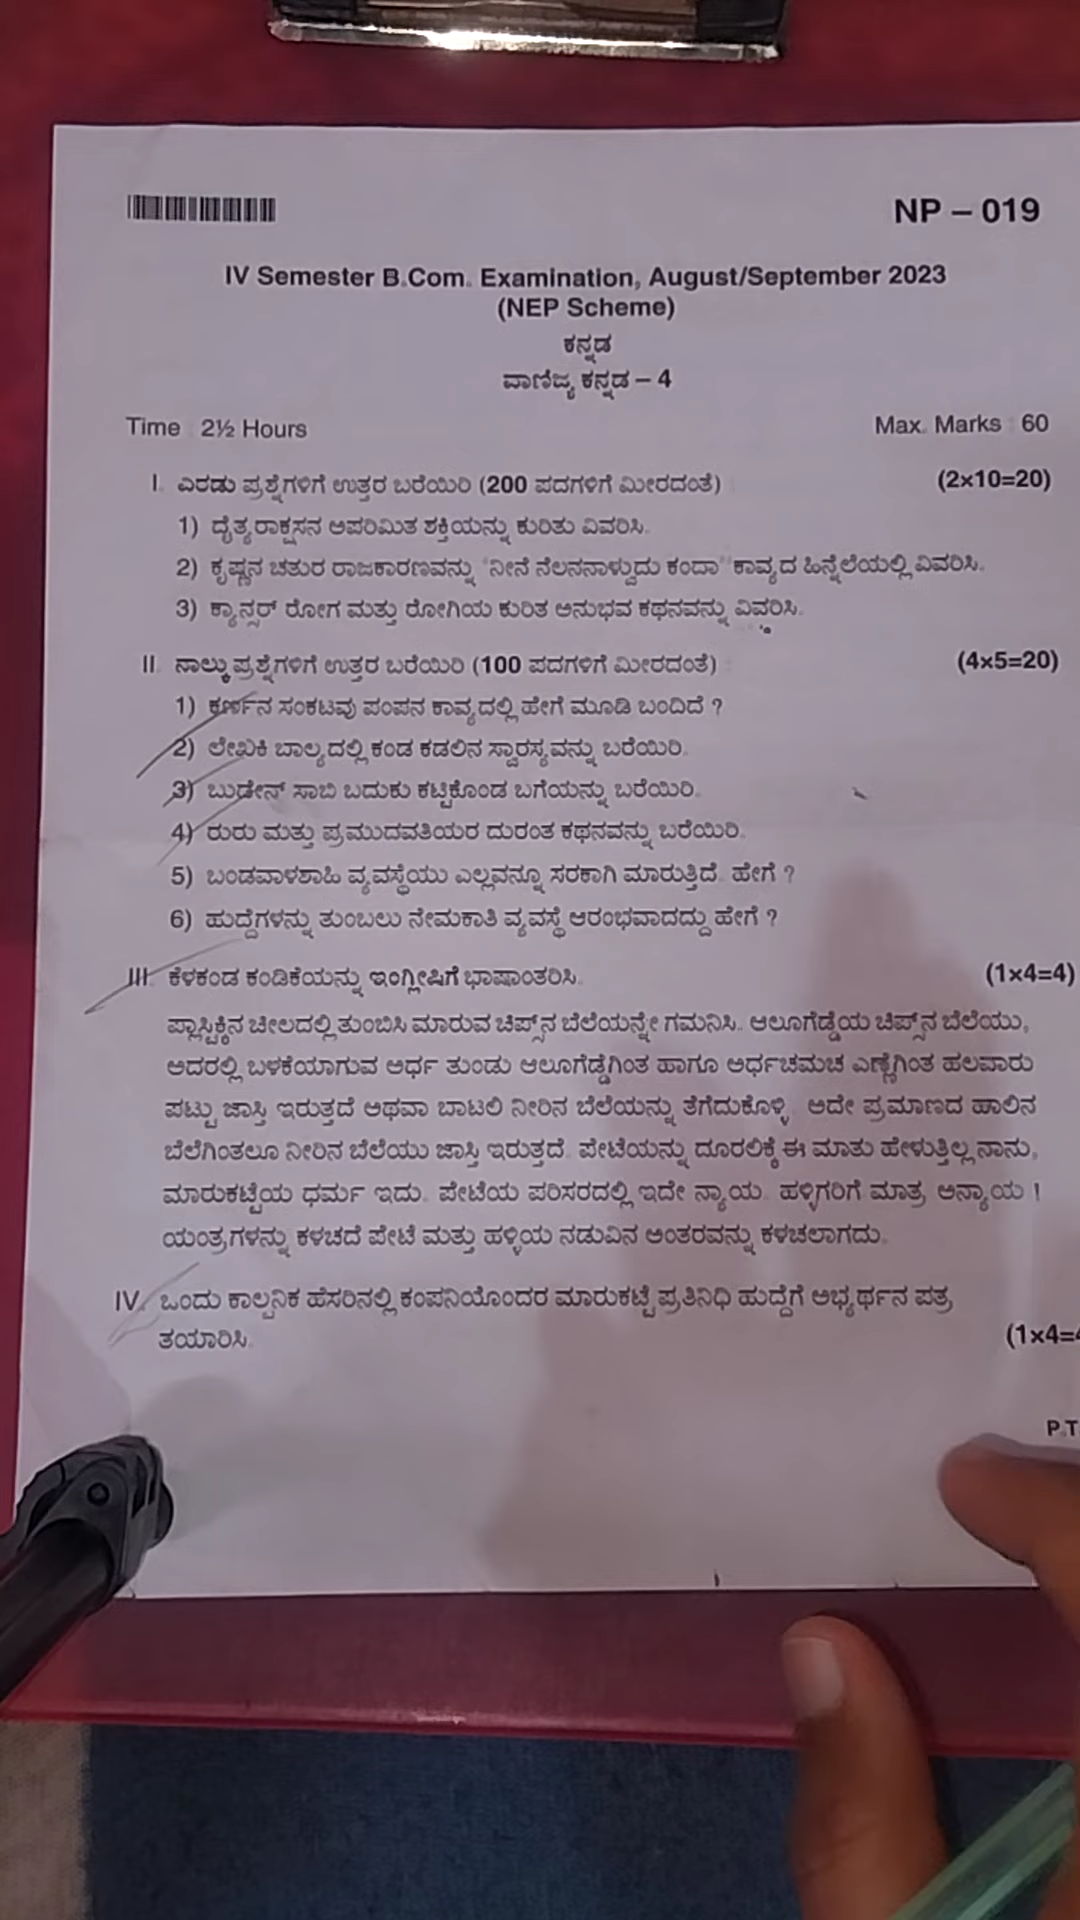 NP – 019
IV Semester B.Com. Examination, August/September 2023
(NEP Scheme)
ಕನ್ನಡ
ವಾಣಿಜ್ಯ ಕನ್ನಡ – 4
Time : 2½ Hours Max. Marks : 60
I. ಎರಡು ಪ್ರಶ್ನೆಗಳಿಗೆ ಉತ್ತರ ಬರೆಯಿರಿ (200 ಪದಗಳಿಗೆ ಮೀರದಂತೆ) : (2×10=20)
1) ದೈತ್ಯ ರಾಕ್ಷಸನ ಅಪರಿಮಿತ ಶಕ್ತಿಯನ್ನು ಕುರಿತು ವಿವರಿಸಿ.
2) ಕೃಷ್ಣನ ಚತುರ ರಾಜಕಾರಣವನ್ನು "ನೀನೆ ನೆಲನನಾಳ್ವುದು ಕಂದಾ" ಕಾವ್ಯದ ಹಿನ್ನೆಲೆಯಲ್ಲಿ ವಿವರಿಸಿ.
3) ಕ್ಯಾನ್ಸರ್ ರೋಗ ಮತ್ತು ರೋಗಿಯ ಕುರಿತ ಅನುಭವ ಕಥನವನ್ನು ವಿವರಿಸಿ.
II. ನಾಲ್ಕು ಪ್ರಶ್ನೆಗಳಿಗೆ ಉತ್ತರ ಬರೆಯಿರಿ (100 ಪದಗಳಿಗೆ ಮೀರದಂತೆ) : (4×5=20)
1) ಕರ್ಣನ ಸಂಕಟವು ಪಂಪನ ಕಾವ್ಯದಲ್ಲಿ ಹೇಗೆ ಮೂಡಿ ಬಂದಿದೆ ?
2) ಲೇಖಕಿ ಬಾಲ್ಯದಲ್ಲಿ ಕಂಡ ಕಡಲಿನ ಸ್ವಾರಸ್ಯವನ್ನು ಬರೆಯಿರಿ.
3) ಬುಡೇನ್ ಸಾಬಿ ಬದುಕು ಕಟ್ಟಿಕೊಂಡ ಬಗೆಯನ್ನು ಬರೆಯಿರಿ.
4) ರುರು ಮತ್ತು ಪ್ರಮುದವತಿಯರ ದುರಂತ ಕಥನವನ್ನು ಬರೆಯಿರಿ.
5) ಬಂಡವಾಳಶಾಹಿ ವ್ಯವಸ್ಥೆಯು ಎಲ್ಲವನ್ನೂ ಸರಕಾಗಿ ಮಾರುತ್ತಿದೆ. ಹೇಗೆ ?
6) ಹುದ್ದೆಗಳನ್ನು ತುಂಬಲು ನೇಮಕಾತಿ ವ್ಯವಸ್ಥೆ ಆರಂಭವಾದದ್ದು ಹೇಗೆ ?
III. ಕೆಳಕಂಡ ಕಂಡಿಕೆಯನ್ನು ಇಂಗ್ಲೀಷಿಗೆ ಭಾಷಾಂತರಿಸಿ. (1×4=4)
ಪ್ಲಾಸ್ಟಿಕ್ಕಿನ ಚೀಲದಲ್ಲಿ ತುಂಬಿಸಿ ಮಾರುವ ಚಿಪ್ಸ್‌ನ ಬೆಲೆಯನ್ನೇ ಗಮನಿಸಿ. ಆಲೂಗೆಡ್ಡೆಯ ಚಿಪ್ಸ್‌ನ ಬೆಲೆಯು,
ಅದರಲ್ಲಿ ಬಳಕೆಯಾಗುವ ಅರ್ಧ ತುಂಡು ಆಲೂಗೆಡ್ಡೆಗಿಂತ ಹಾಗೂ ಅರ್ಧಚಮಚ ಎಣ್ಣೆಗಿಂತ ಹಲವಾರು
ಪಟ್ಟು ಜಾಸ್ತಿ ಇರುತ್ತದೆ ಅಥವಾ ಬಾಟಲಿ ನೀರಿನ ಬೆಲೆಯನ್ನು ತೆಗೆದುಕೊಳ್ಳಿ. ಅದೇ ಪ್ರಮಾಣದ ಹಾಲಿನ
ಬೆಲೆಗಿಂತಲೂ ನೀರಿನ ಬೆಲೆಯು ಜಾಸ್ತಿ ಇರುತ್ತದೆ. ಪೇಟೆಯನ್ನು ದೂರಲಿಕ್ಕೆ ಈ ಮಾತು ಹೇಳುತ್ತಿಲ್ಲ ನಾನು,
ಮಾರುಕಟ್ಟೆಯ ಧರ್ಮ ಇದು. ಪೇಟೆಯ ಪರಿಸರದಲ್ಲಿ ಇದೇ ನ್ಯಾಯ. ಹಳ್ಳಿಗರಿಗೆ ಮಾತ್ರ ಅನ್ಯಾಯ !
ಯಂತ್ರಗಳನ್ನು ಕಳಚದೆ ಪೇಟೆ ಮತ್ತು ಹಳ್ಳಿಯ ನಡುವಿನ ಅಂತರವನ್ನು ಕಳಚಲಾಗದು.
IV. ಒಂದು ಕಾಲ್ಪನಿಕ ಹೆಸರಿನಲ್ಲಿ ಕಂಪನಿಯೊಂದರ ಮಾರುಕಟ್ಟೆ ಪ್ರತಿನಿಧಿ ಹುದ್ದೆಗೆ ಅಭ್ಯರ್ಥನ ಪತ್ರ
ತಯಾರಿಸಿ. (1×4=4
P.T